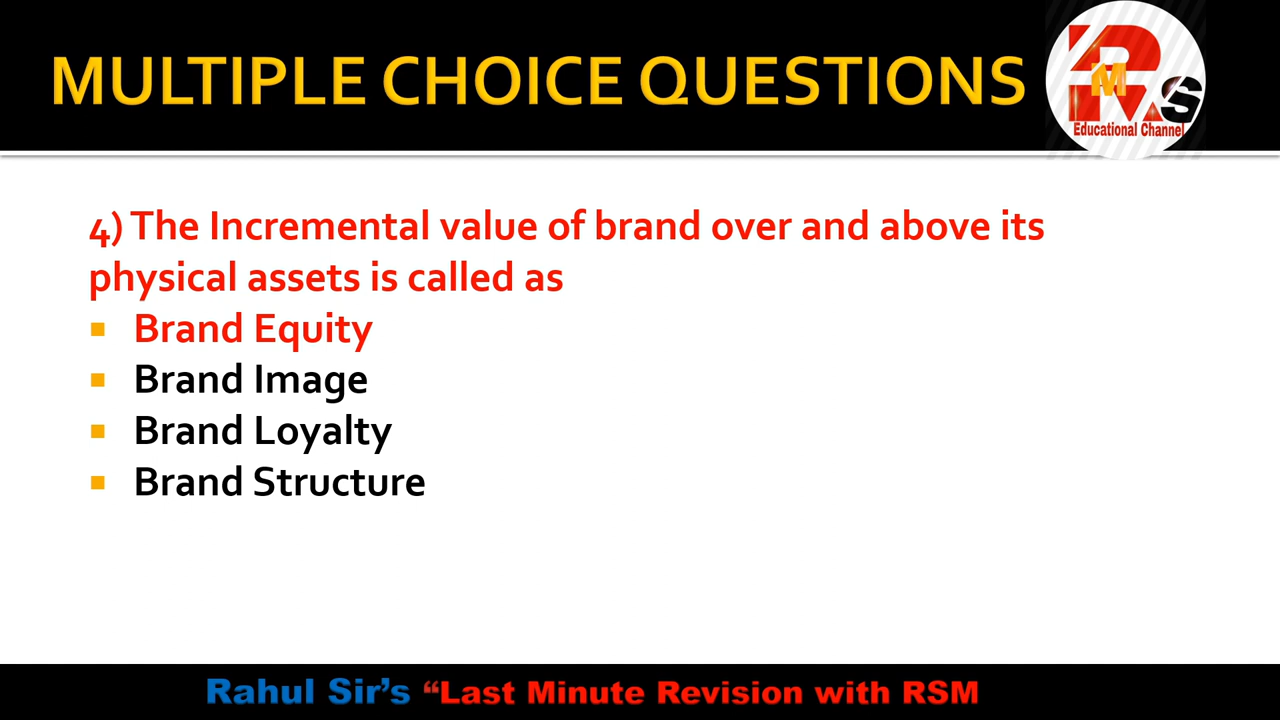 MULTIPLE CHOICE QUESTIONS
RMS
Educational Channel
4) The Incremental value of brand over and above its
physical assets is called as
Brand Equity
Brand Image
Brand Loyalty
Brand Structure
Rahul Sir's “Last Minute Revision with RSM